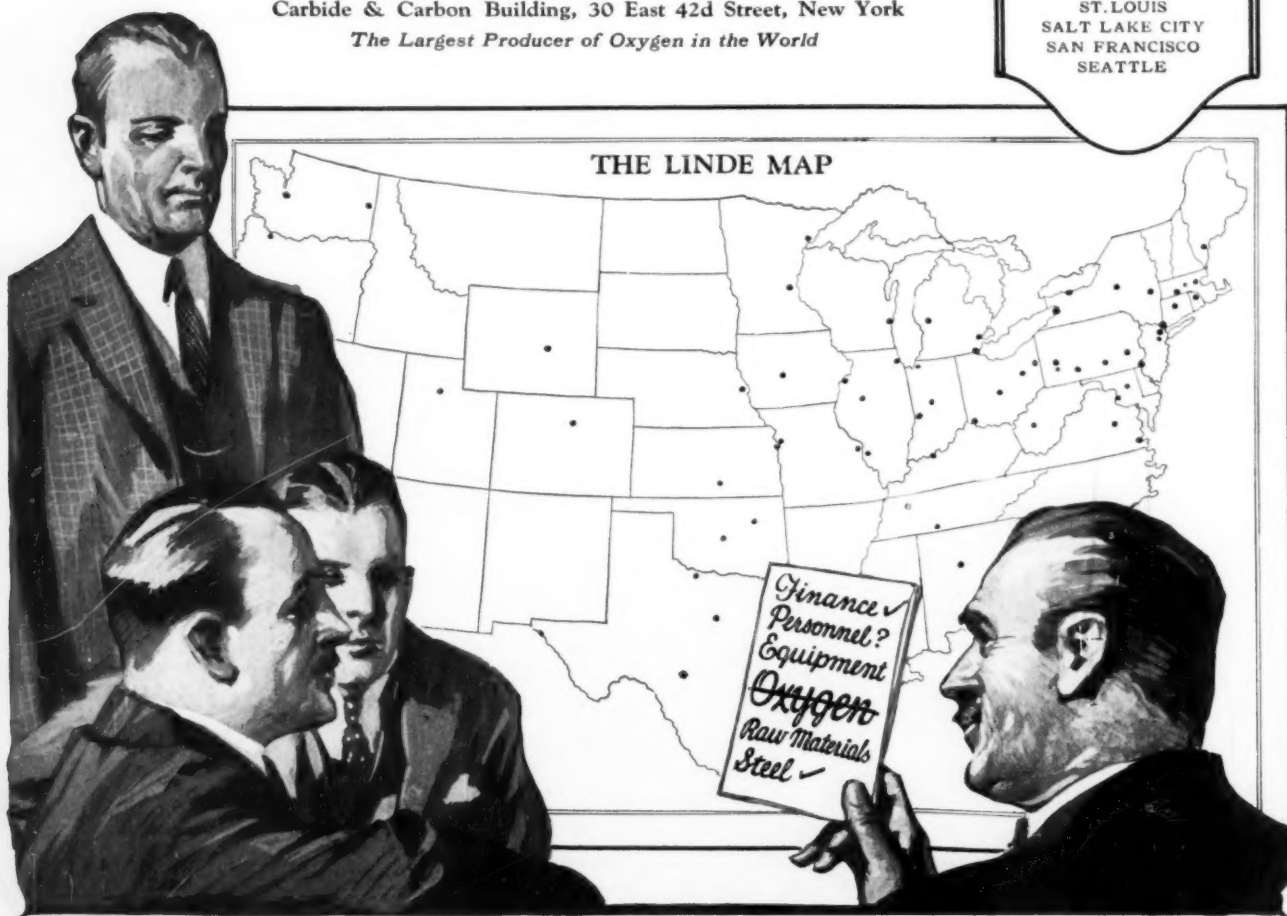 Carbide & Carbon Building, 30 East 42d Street, New York
The Largest Producer of Oxygen in the World
ST. LOUIS
SALT LAKE CITY
SAN FRANCISCO
SEATTLE
THE LINDE MAP
Finance ✓
Personnel?
Equipment
Oxygen
Raw Materials
Steel ✓